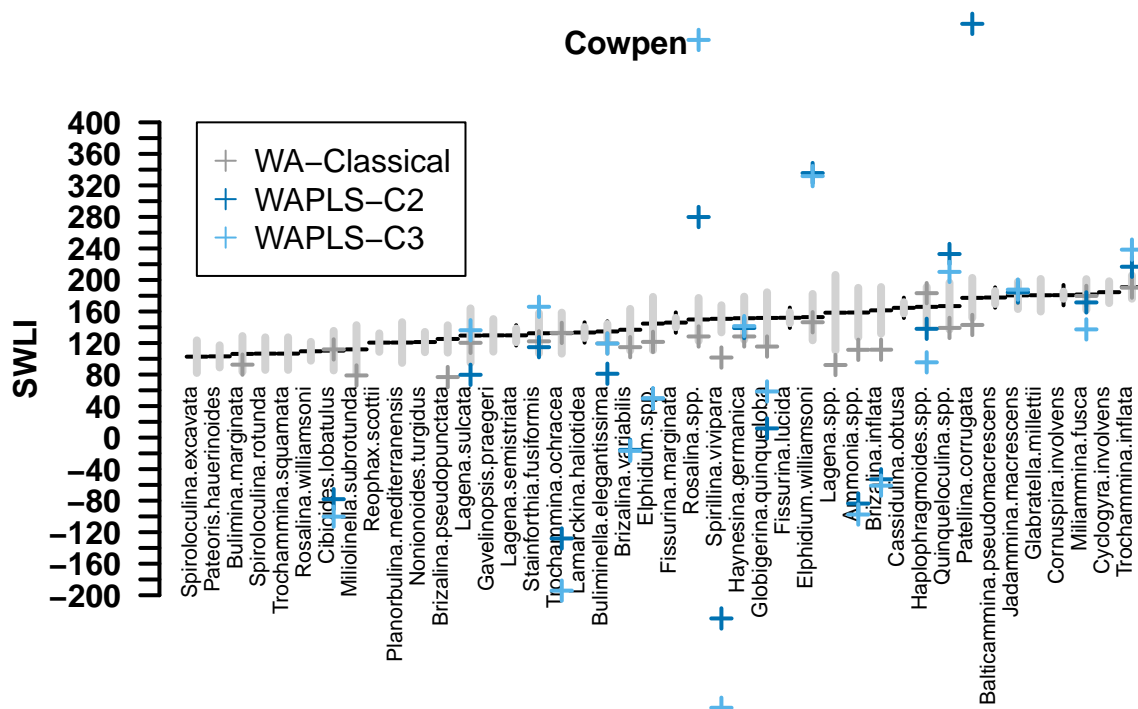 Cowpen
SWLI
400
360
320
280
240
200
160
120
80
40
0
−40
−80
−120
−160
−200
WA−Classical
WAPLS−C2
WAPLS−C3
Spiroloculina.excavata
Pateoris.hauerinoides
Bulimina.marginata
Spiroloculina.rotunda
Trochammina.squamata
Rosalina.williamsoni
Cibicides.lobatulus
Miliolinella.subrotunda
Reophax.scottii
Planorbulina.mediterranensis
Nonionoides.turgidus
Brizalina.pseudopunctata
Lagena.sulcata
Gavelinopsis.praegeri
Lagena.semistriata
Stainforthia.fusiformis
Trochammina.ochracea
Lamarckina.haliotidea
Buliminella.elegantissima
Brizalina.variabilis
Elphidium.spp.
Fissurina.marginata
Rosalina.spp.
Spirillina.vivipara
Haynesina.germanica
Globigerina.quinqueloba
Fissurina.lucida
Elphidium.williamsoni
Lagena.spp.
Ammonia.spp.
Brizalina.inflata
Cassidulina.obtusa
Haplophragmoides.spp.
Quinqueloculina.spp.
Patellina.corrugata
Balticammina.pseudomacrescens
Jadammina.macrescens
Glabratella.millettii
Cornuspira.involvens
Miliammina.fusca
Cyclogyra.involvens
Trochammina.inflata